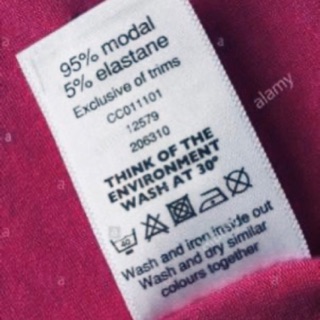 95% modal
5% elastane
Exclusive of trims
CC011101
12579
206310
THINK OF THE
ENVIRONMENT
WASH AT 30°
40
Wash and iron inside out
Wash and dry similar
colours together
alamy